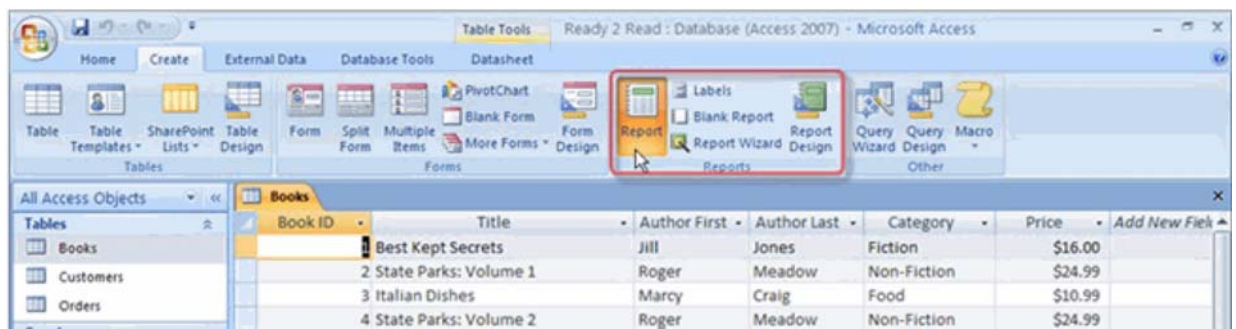 Table Tools Ready 2 Read : Database (Access 2007) - Microsoft Access
Home Create External Data Database Tools Datasheet
Table
Table Templates
SharePoint Lists
Table Design
Tables
Form
Split Form
Multiple Items
PivotChart
Blank Form
More Forms
Form Design
Forms
Report
Labels
Blank Report
Report Wizard
Report Design
Reports
Query Wizard
Query Design
Macro
Other
All Access Objects
Tables
Books
Customers
Orders
Books
Book ID Title Author First Author Last Category Price Add New Field
1 Best Kept Secrets Jill Jones Fiction $16.00
2 State Parks: Volume 1 Roger Meadow Non-Fiction $24.99
3 Italian Dishes Marcy Craig Food $10.99
4 State Parks: Volume 2 Roger Meadow Non-Fiction $24.99